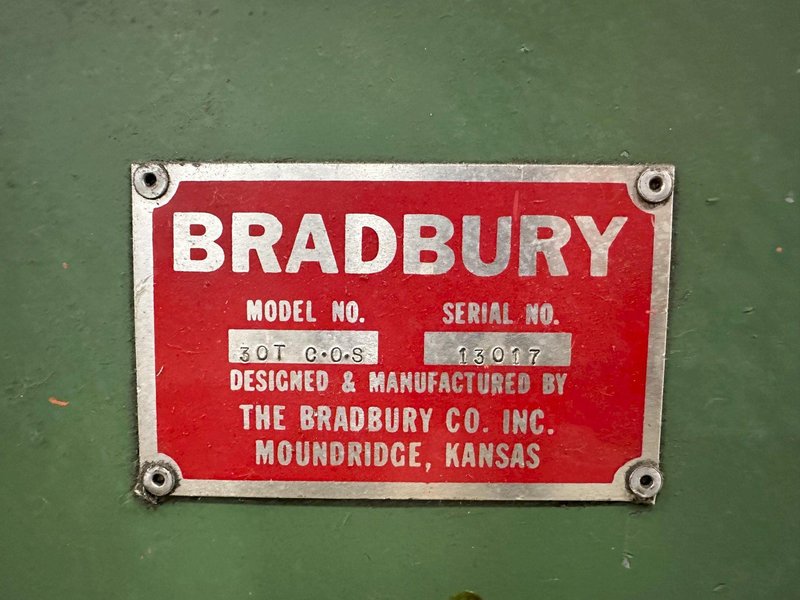 BRADBURY
MODEL NO. SERIAL NO.
30T C·O·S 13017
DESIGNED & MANUFACTURED BY
THE BRADBURY CO. INC.
MOUNDRIDGE, KANSAS